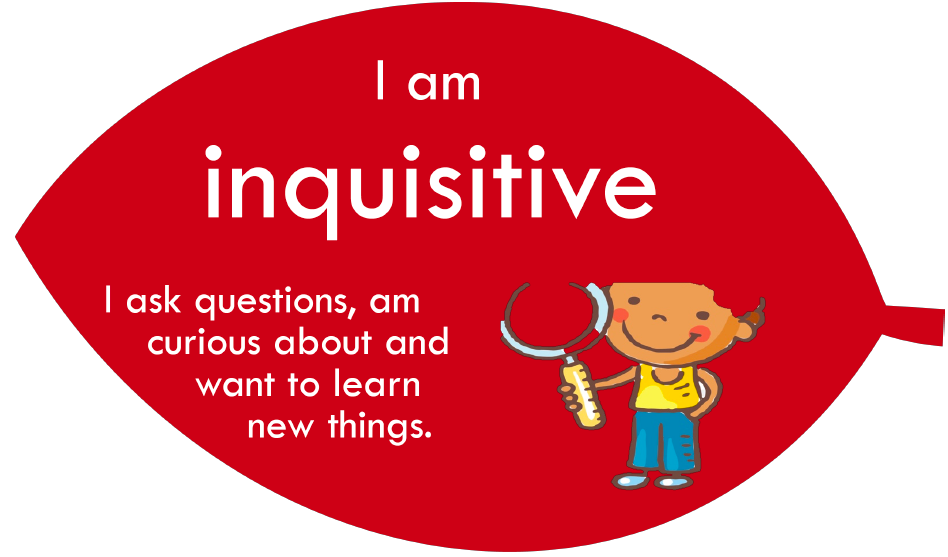 I am
inquisitive
I ask questions, am
curious about and
want to learn
new things.